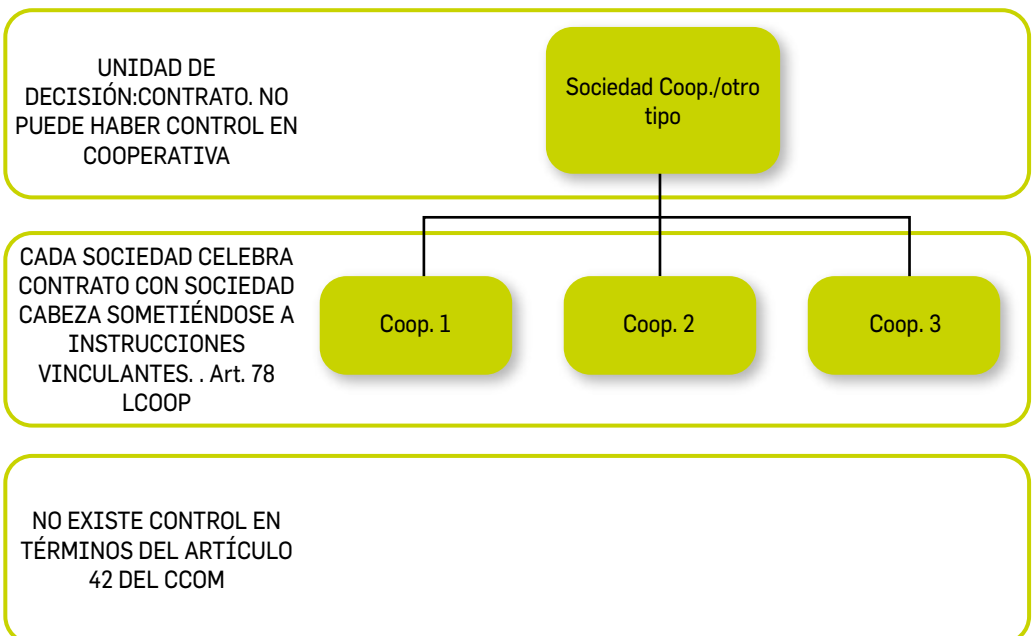 UNIDAD DE
DECISIÓN:CONTRATO. NO
PUEDE HABER CONTROL EN
COOPERATIVA
Sociedad Coop./otro
tipo
CADA SOCIEDAD CELEBRA
CONTRATO CON SOCIEDAD
CABEZA SOMETIÉNDOSE A
INSTRUCCIONES
VINCULANTES. . Art. 78
LCOOP
Coop. 1
Coop. 2
Coop. 3
NO EXISTE CONTROL EN
TÉRMINOS DEL ARTÍCULO
42 DEL CCOM